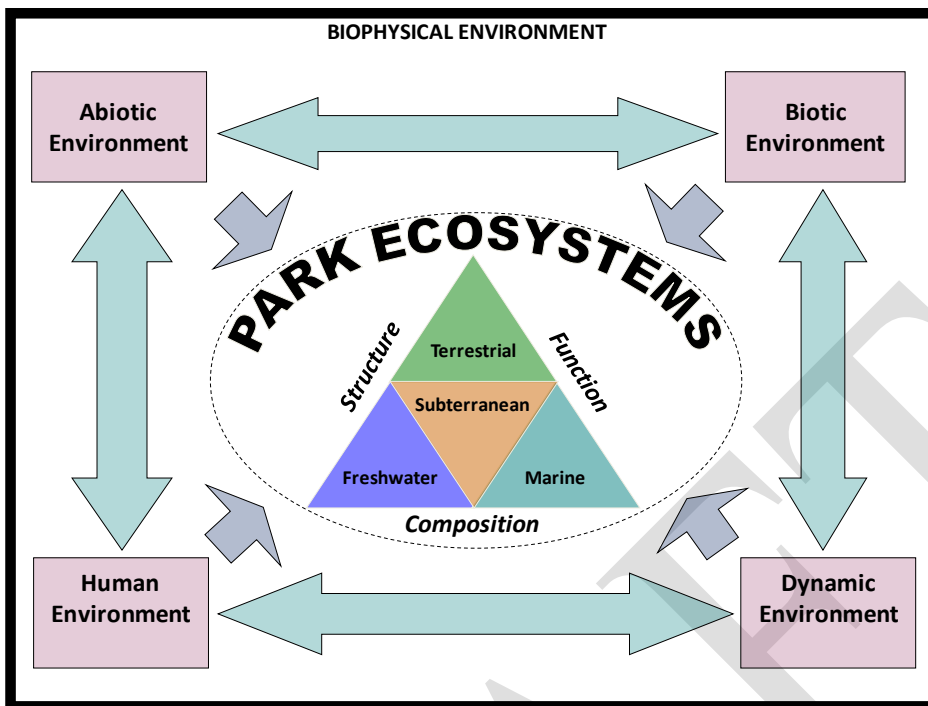 BIOPHYSICAL ENVIRONMENT
Abiotic
Environment
Biotic
Environment
PARK ECOSYSTEMS
Structure
Function
Terrestrial
Subterranean
Freshwater
Marine
Composition
Human
Environment
Dynamic
Environment